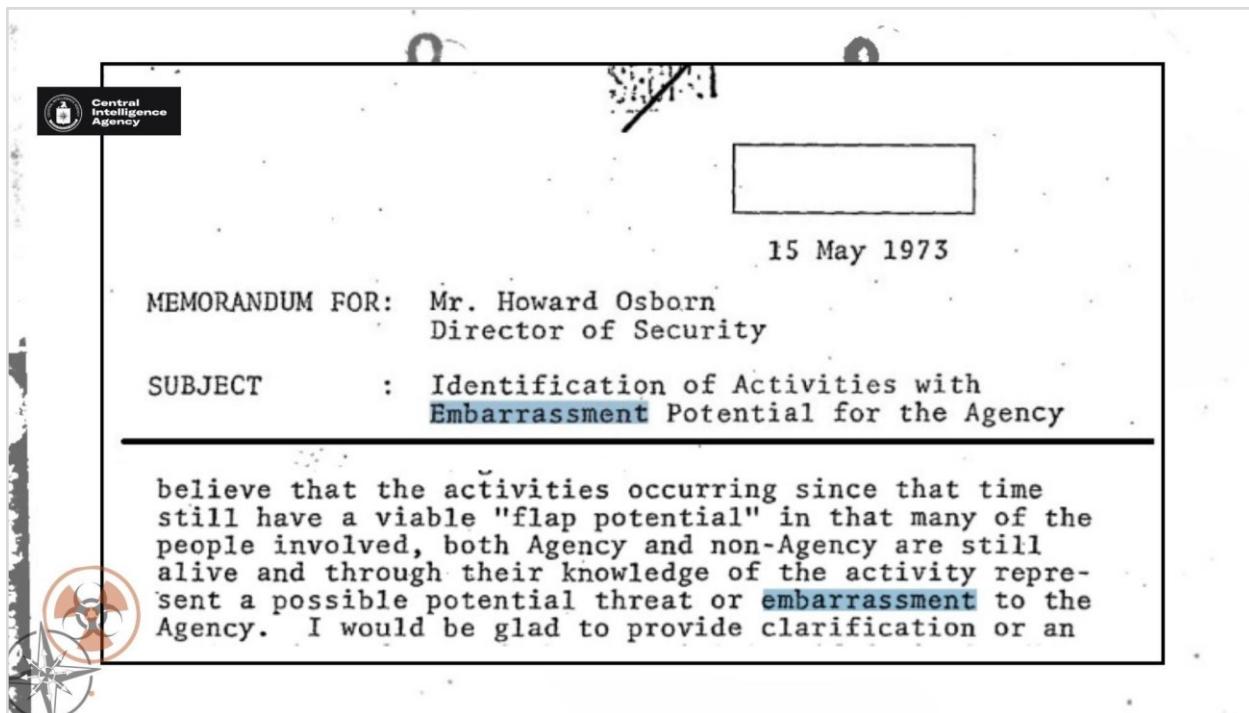 Central
Intelligence
Agency
15 May 1973
MEMORANDUM FOR: Mr. Howard Osborn
Director of Security
SUBJECT : Identification of Activities with
Embarrassment Potential for the Agency
believe that the activities occurring since that time
still have a viable "flap potential" in that many of the
people involved, both Agency and non-Agency are still
alive and through their knowledge of the activity repre-
sent a possible potential threat or embarrassment to the
Agency. I would be glad to provide clarification or an